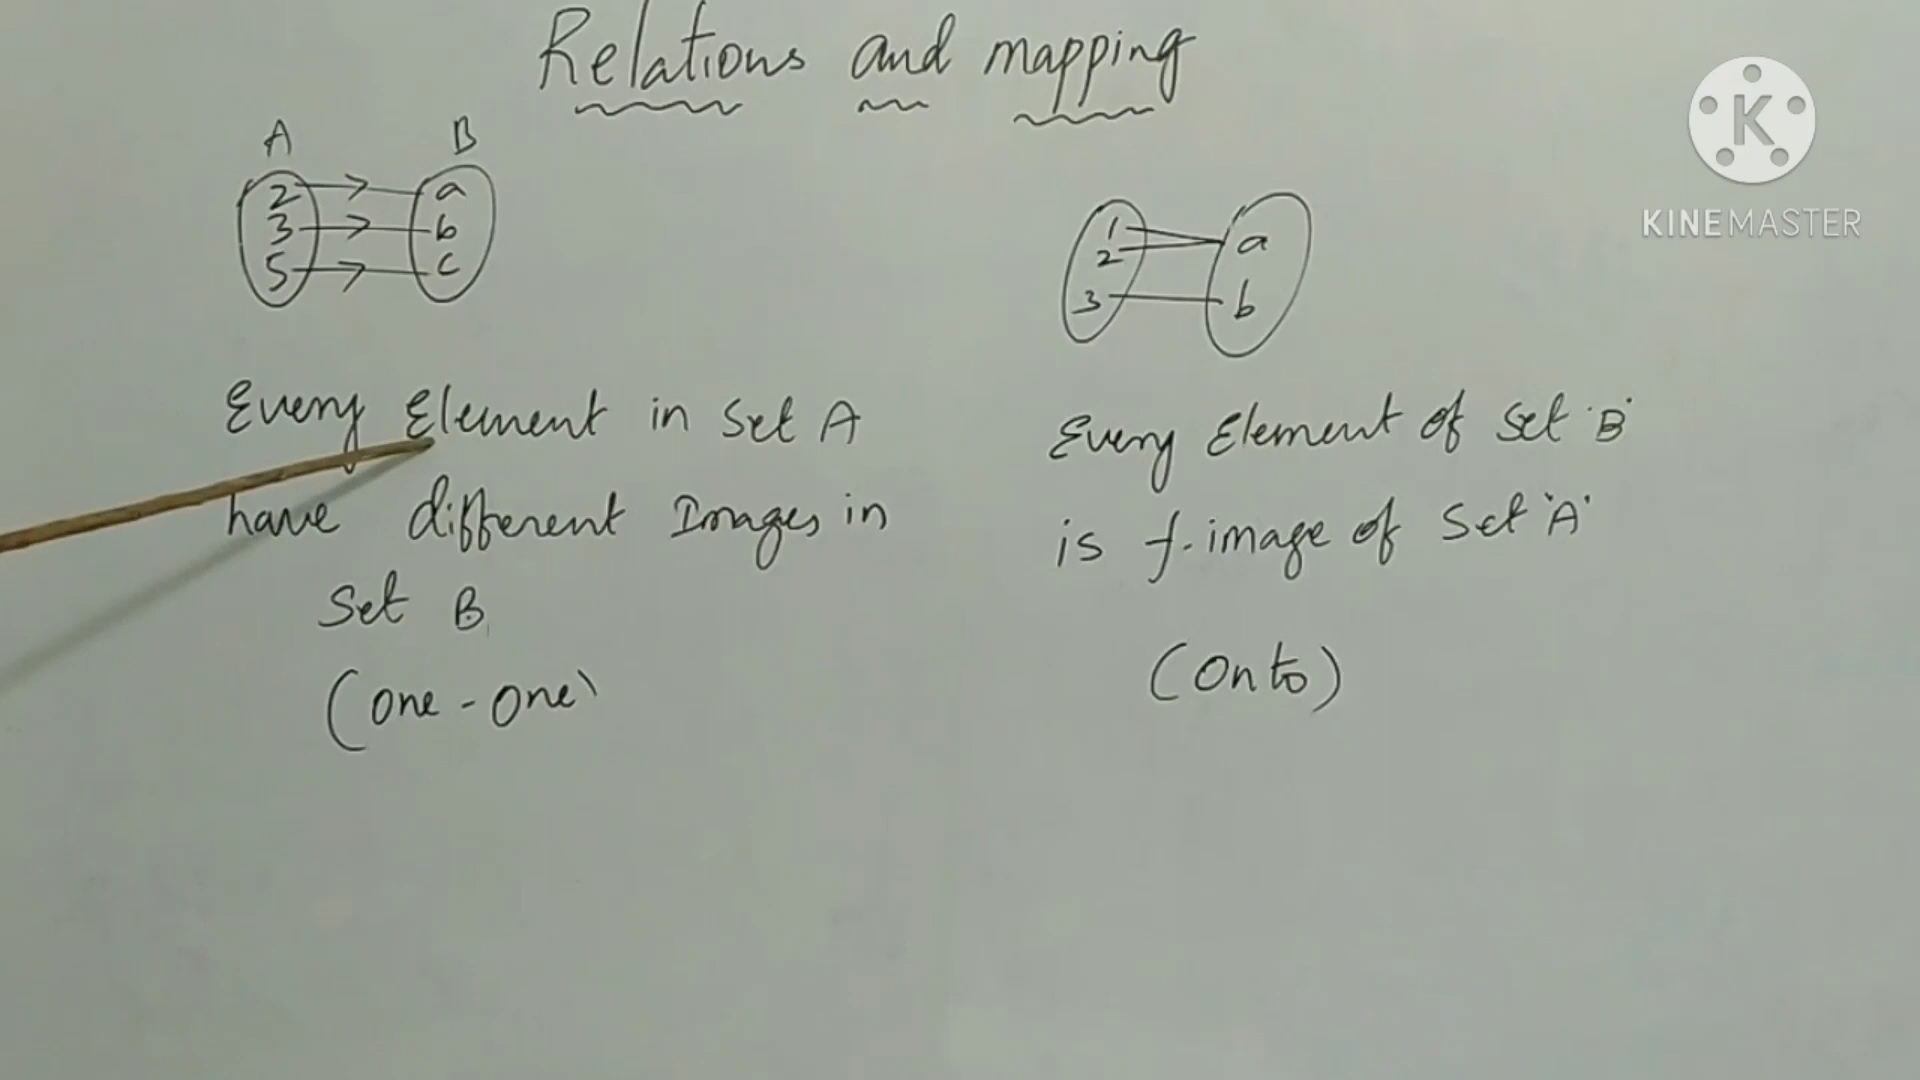 Relations and mapping
A B
2 a
3 b
5 c
Every Element in Set A
have different Images in
Set B
(one - one)
1
2 a
3 b
Every Element of Set 'B'
is f-image of Set 'A'
(Onto)
K
KINEMASTER